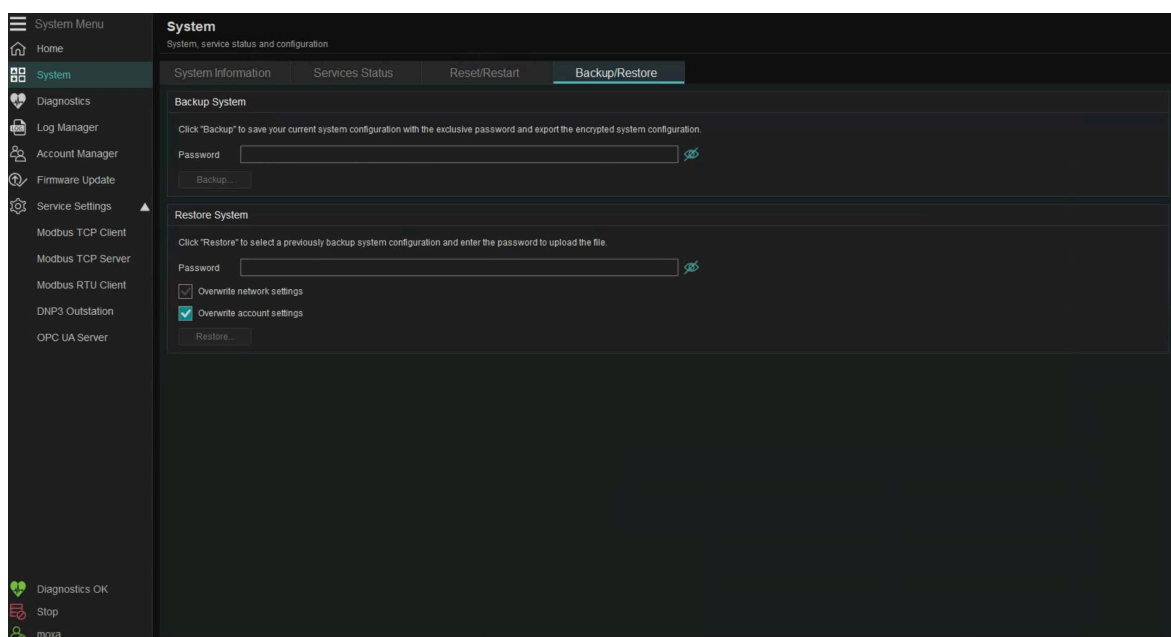 System Menu
Home
System
Diagnostics
LOG
Log Manager
Account Manager
Firmware Update
Service Settings
Modbus TCP Client
Modbus TCP Server
Modbus RTU Client
DNP3 Outstation
OPC UA Server
Diagnostics OK
Stop
moxa
System
System, service status and configuration
System Information
Services Status
Reset/Restart
Backup/Restore
Backup System
Click "Backup" to save your current system configuration with the exclusive password and export the encrypted system configuration.
Password
Backup...
Restore System
Click "Restore" to select a previously backup system configuration and enter the password to upload the file.
Password
Overwrite network settings
Overwrite account settings
Restore...